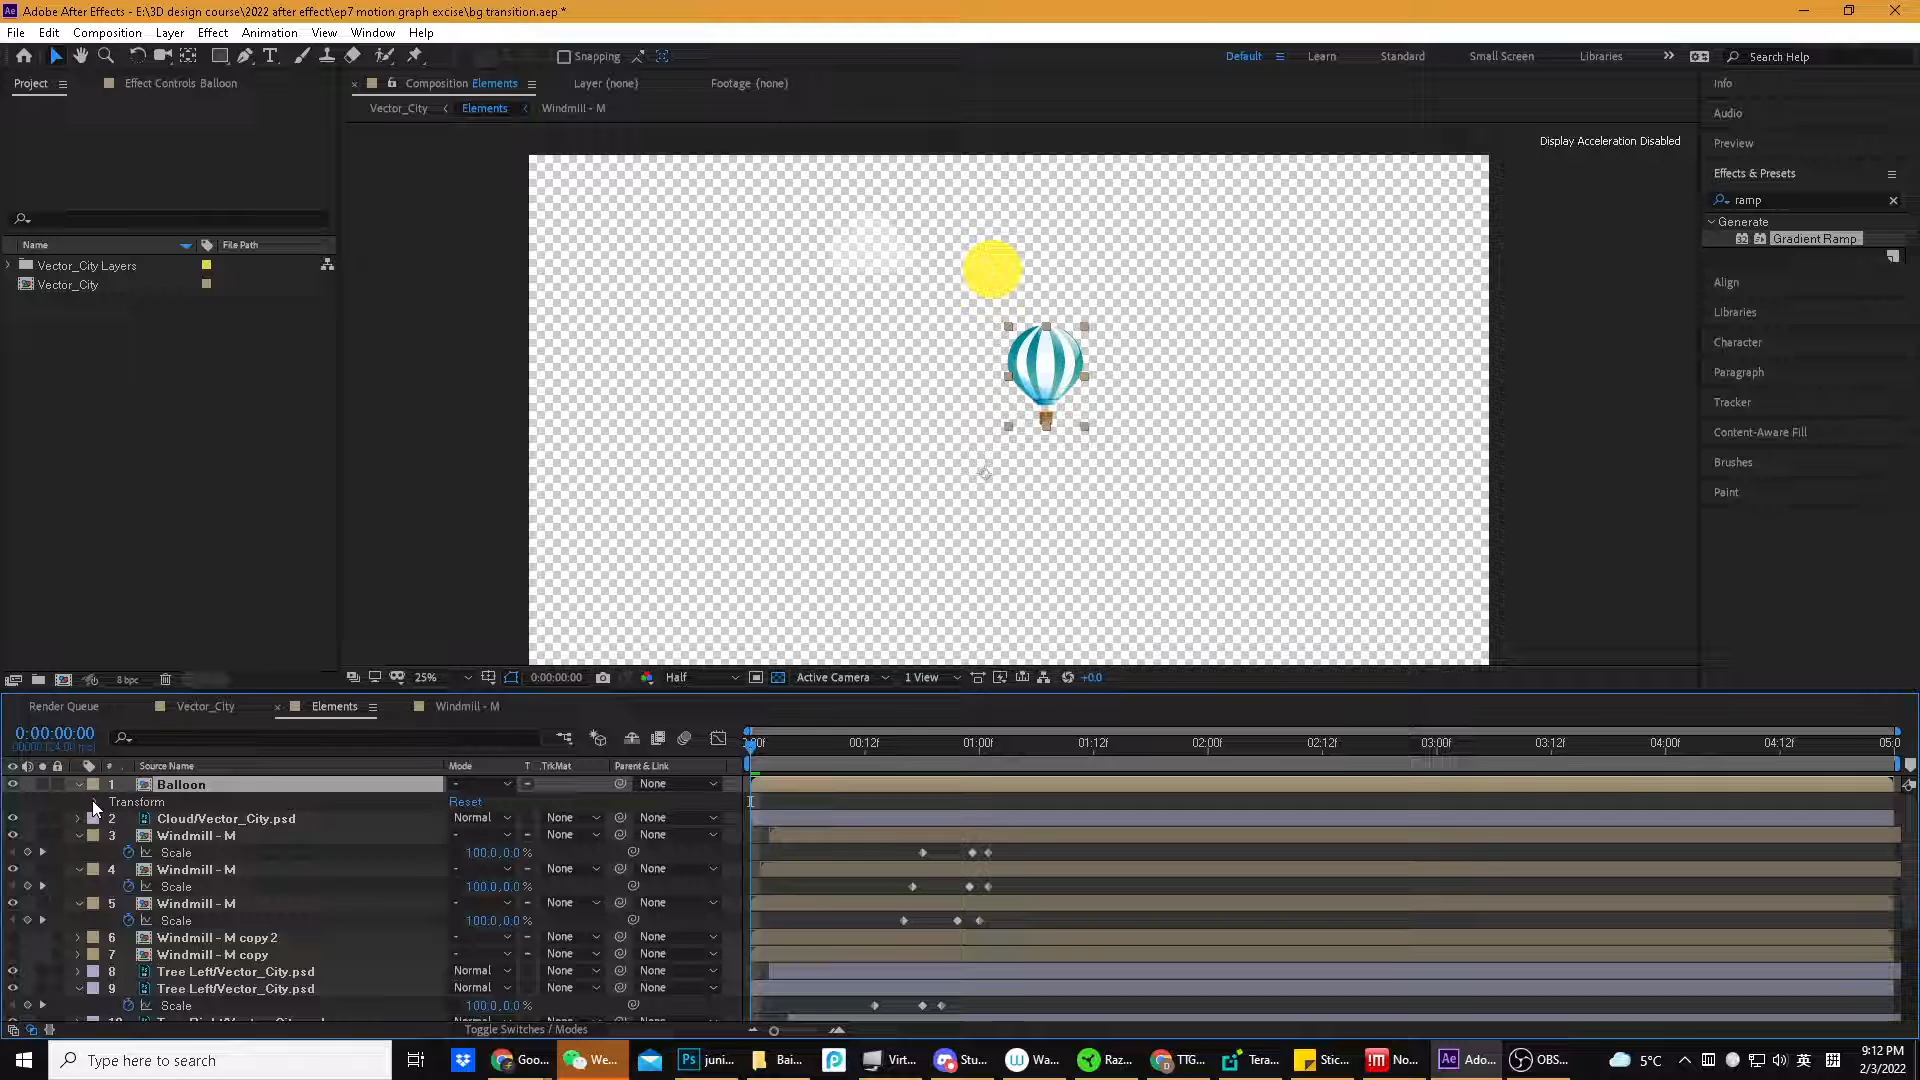 Adobe After Effects - E:\3D design course\2022 after effect\ep7 motion graph excise\bg transition.aep *
File Edit Composition Layer Effect Animation View Window Help
Snapping Default Learn Standard Small Screen Libraries Search Help
Project Effect Controls Balloon Composition Elements Layer (none) Footage (none) Info
Vector_City Elements Windmill - M
Audio
Display Acceleration Disabled Preview
Effects & Presets
ramp
Generate
Name File Path Gradient Ramp
Vector_City Layers
Vector_City
Align
Libraries
Character
Paragraph
Tracker
Content-Aware Fill
Brushes
Paint
8 bpc 25% 0:00:00:00 Half Active Camera 1 View +0.0
Render Queue Vector_City Elements Windmill - M
0:00:00:00 00:12f 01:00f 01:12f 02:00f 02:12f 03:00f 03:12f 04:00f 04:12f 05:0
# Source Name Mode T .TrkMat Parent & Link
1 Balloon - None
Transform Reset
2 Cloud/Vector_City.psd Normal None None
3 Windmill - M - None None
Scale 100.0,0.0 %
4 Windmill - M - None None
Scale 100.0,0.0 %
5 Windmill - M - None None
Scale 100.0,0.0 %
6 Windmill - M copy 2 - None None
7 Windmill - M copy - None None
8 Tree Left/Vector_City.psd Normal None None
9 Tree Left/Vector_City.psd Normal None None
Scale 100.0,0.0 %
Toggle Switches / Modes
Type here to search Goo... We... Ps juni... Bai... Virt... Stu... Wa... Raz... TTG... Tera... Stic... No... Ae Ado... OBS... 5°C 英 9:12 PM
2/3/2022